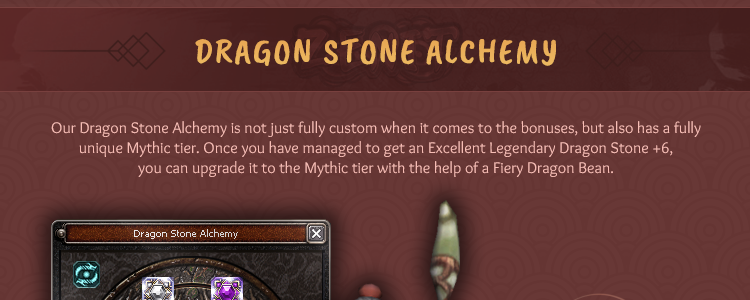 DRAGON STONE ALCHEMY
Our Dragon Stone Alchemy is not just fully custom when it comes to the bonuses, but also has a fully
unique Mythic tier. Once you have managed to get an Excellent Legendary Dragon Stone +6,
you can upgrade it to the Mythic tier with the help of a Fiery Dragon Bean.
Dragon Stone Alchemy